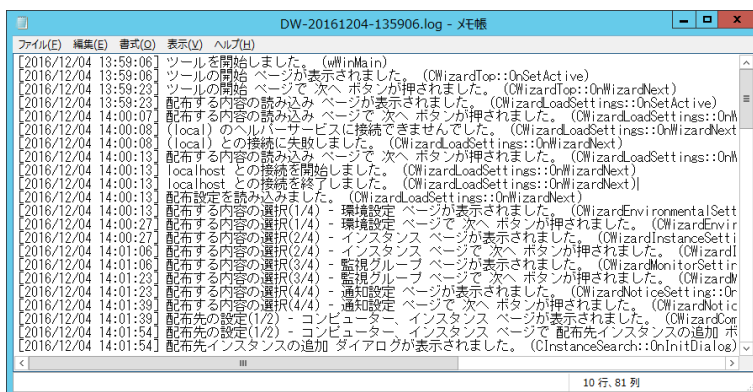 DW-20161204-135906.log - メモ帳
ファイル(F) 編集(E) 書式(O) 表示(V) ヘルプ(H)
[2016/12/04 13:59:06] ツールを開始しました。 (wWinMain)
[2016/12/04 13:59:06] ツールの開始 ページが表示されました。 (CWizardTop::OnSetActive)
[2016/12/04 13:59:23] ツールの開始 ページで 次へ ボタンが押されました。 (CWizardTop::OnWizardNext)
[2016/12/04 13:59:23] 配布する内容の読み込み ページが表示されました。 (CWizardLoadSettings::OnSetActive)
[2016/12/04 14:00:07] 配布する内容の読み込み ページで 次へ ボタンが押されました。 (CWizardLoadSettings::OnW
[2016/12/04 14:00:08] (local) のヘルパーサービスに接続できませんでした。 (CWizardLoadSettings::OnWizardNext
[2016/12/04 14:00:08] (local) との接続に失敗しました。 (CWizardLoadSettings::OnWizardNext)
[2016/12/04 14:00:13] 配布する内容の読み込み ページで 次へ ボタンが押されました。 (CWizardLoadSettings::OnW
[2016/12/04 14:00:13] localhost との接続を開始しました。 (CWizardLoadSettings::OnWizardNext)
[2016/12/04 14:00:13] localhost との接続を終了しました。 (CWizardLoadSettings::OnWizardNext)
[2016/12/04 14:00:13] 配布設定を読み込みました。 (CWizardLoadSettings::OnWizardNext)
[2016/12/04 14:00:13] 配布する内容の選択(1/4) - 環境設定 ページが表示されました。 (CWizardEnvironmentalSett
[2016/12/04 14:00:27] 配布する内容の選択(1/4) - 環境設定 ページで 次へ ボタンが押されました。 (CWizardEnvir
[2016/12/04 14:00:27] 配布する内容の選択(2/4) - インスタンス ページが表示されました。 (CWizardInstanceSetti
[2016/12/04 14:01:06] 配布する内容の選択(2/4) - インスタンス ページで 次へ ボタンが押されました。 (CWizardI
[2016/12/04 14:01:06] 配布する内容の選択(3/4) - 監視グループ ページが表示されました。 (CWizardMonitorSettin
[2016/12/04 14:01:23] 配布する内容の選択(3/4) - 監視グループ ページで 次へ ボタンが押されました。 (CWizardM
[2016/12/04 14:01:23] 配布する内容の選択(4/4) - 通知設定 ページが表示されました。 (CWizardNoticeSetting::Or
[2016/12/04 14:01:39] 配布する内容の選択(4/4) - 通知設定 ページで 次へ ボタンが押されました。 (CWizardNotic
[2016/12/04 14:01:39] 配布先の設定(1/2) - コンピューター、インスタンス ページが表示されました。 (CWizardCom
[2016/12/04 14:01:54] 配布先の設定(1/2) - コンピューター、インスタンス ページで 配布先インスタンスの追加 ボ
[2016/12/04 14:01:54] 配布先インスタンスの追加 ダイアログが表示されました。 (CInstanceSearch::OnInitDialog)
10 行、81 列